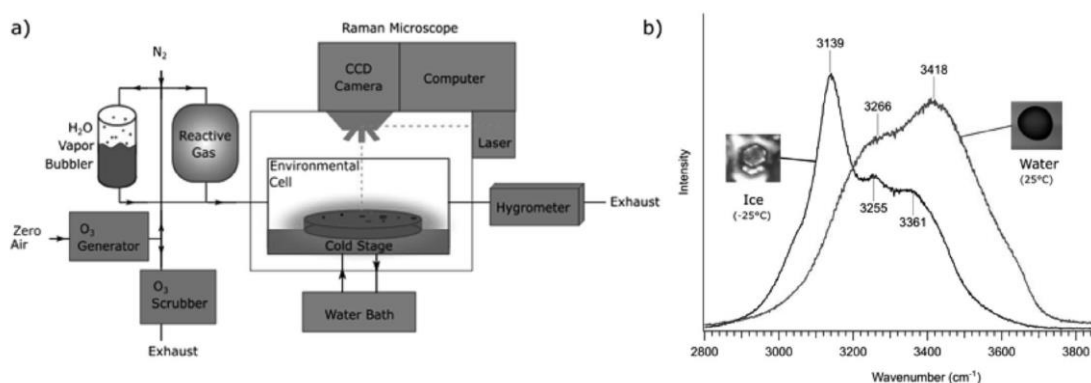 a)
Raman Microscope
N₂
CCD
Camera
Computer
Laser
H₂O
Vapor
Bubbler
Reactive
Gas
Environmental
Cell
Cold Stage
Hygrometer
Exhaust
Zero
Air
O₃
Generator
O₃
Scrubber
Exhaust
Water Bath
b)
3139
3418
3266
3255
3361
Ice
(-25°C)
Water
(25°C)
Intensity
2800
3000
3200
3400
3600
3800
Wavenumber (cm⁻¹)